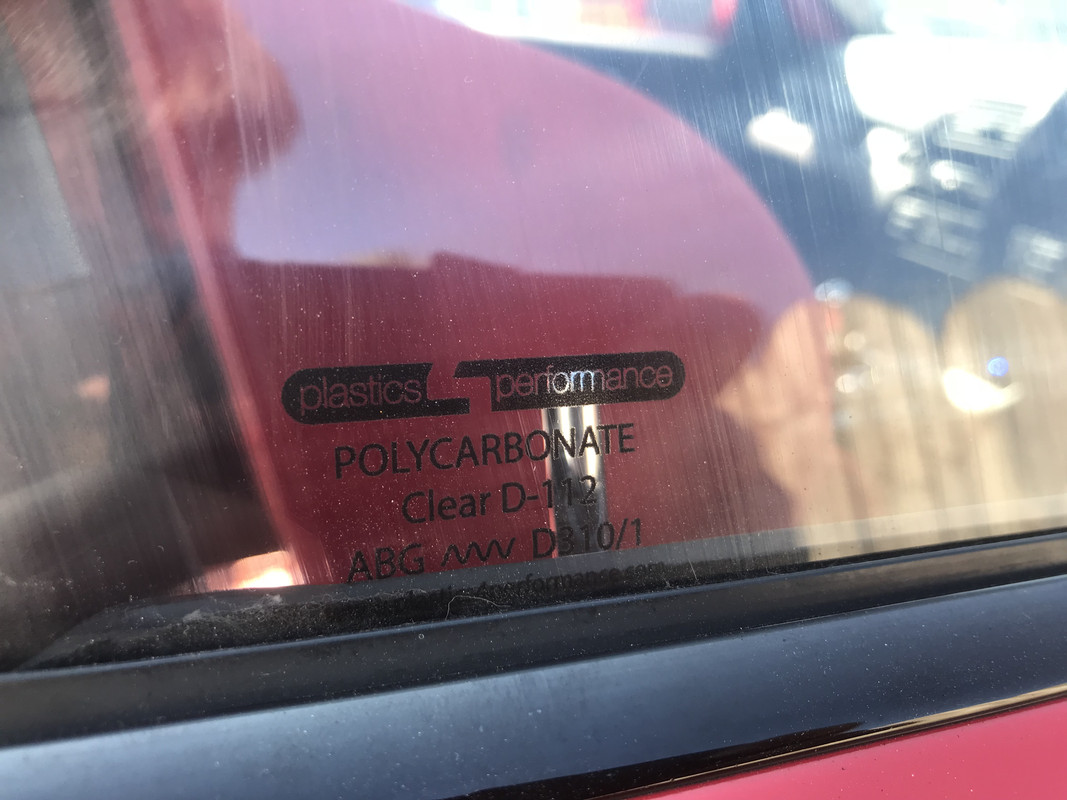 plastics performance
POLYCARBONATE
Clear D-112
ABG D310/1